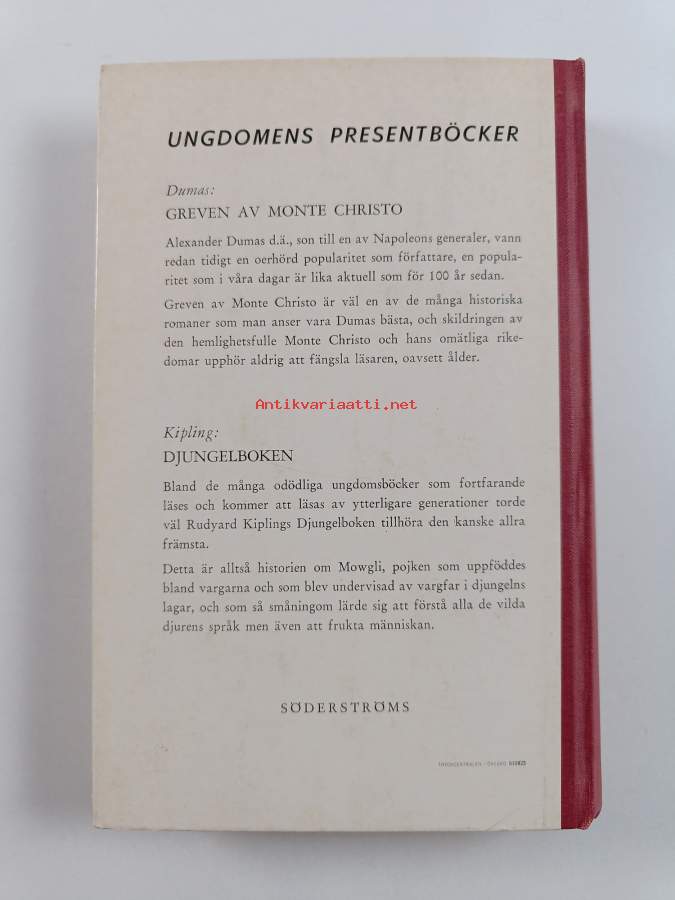 UNGDOMENS PRESENTBÖCKER
Dumas:
GREVEN AV MONTE CHRISTO
Alexander Dumas d.ä., son till en av Napoleons generaler, vann
redan tidigt en oerhörd popularitet som författare, en popula-
ritet som i våra dagar är lika aktuell som för 100 år sedan.
Greven av Monte Christo är väl en av de många historiska
romaner som man anser vara Dumas bästa, och skildringen av
den hemlighetsfulle Monte Christo och hans omätliga rike-
domar upphör aldrig att fängsla läsaren, oavsett ålder.
Antikvariaatti.net
Kipling:
DJUNGELBOKEN
Bland de många odödliga ungdomsböcker som fortfarande
läses och kommer att läsas av ytterligare generationer torde
väl Rudyard Kiplings Djungelboken tillhöra den kanske allra
främsta.
Detta är alltså historien om Mowgli, pojken som uppföddes
bland vargarna och som blev undervisad av vargfar i djungelns
lagar, och som så småningom lärde sig att förstå alla de vilda
djurens språk men även att frukta människan.
SÖDERSTRÖMS